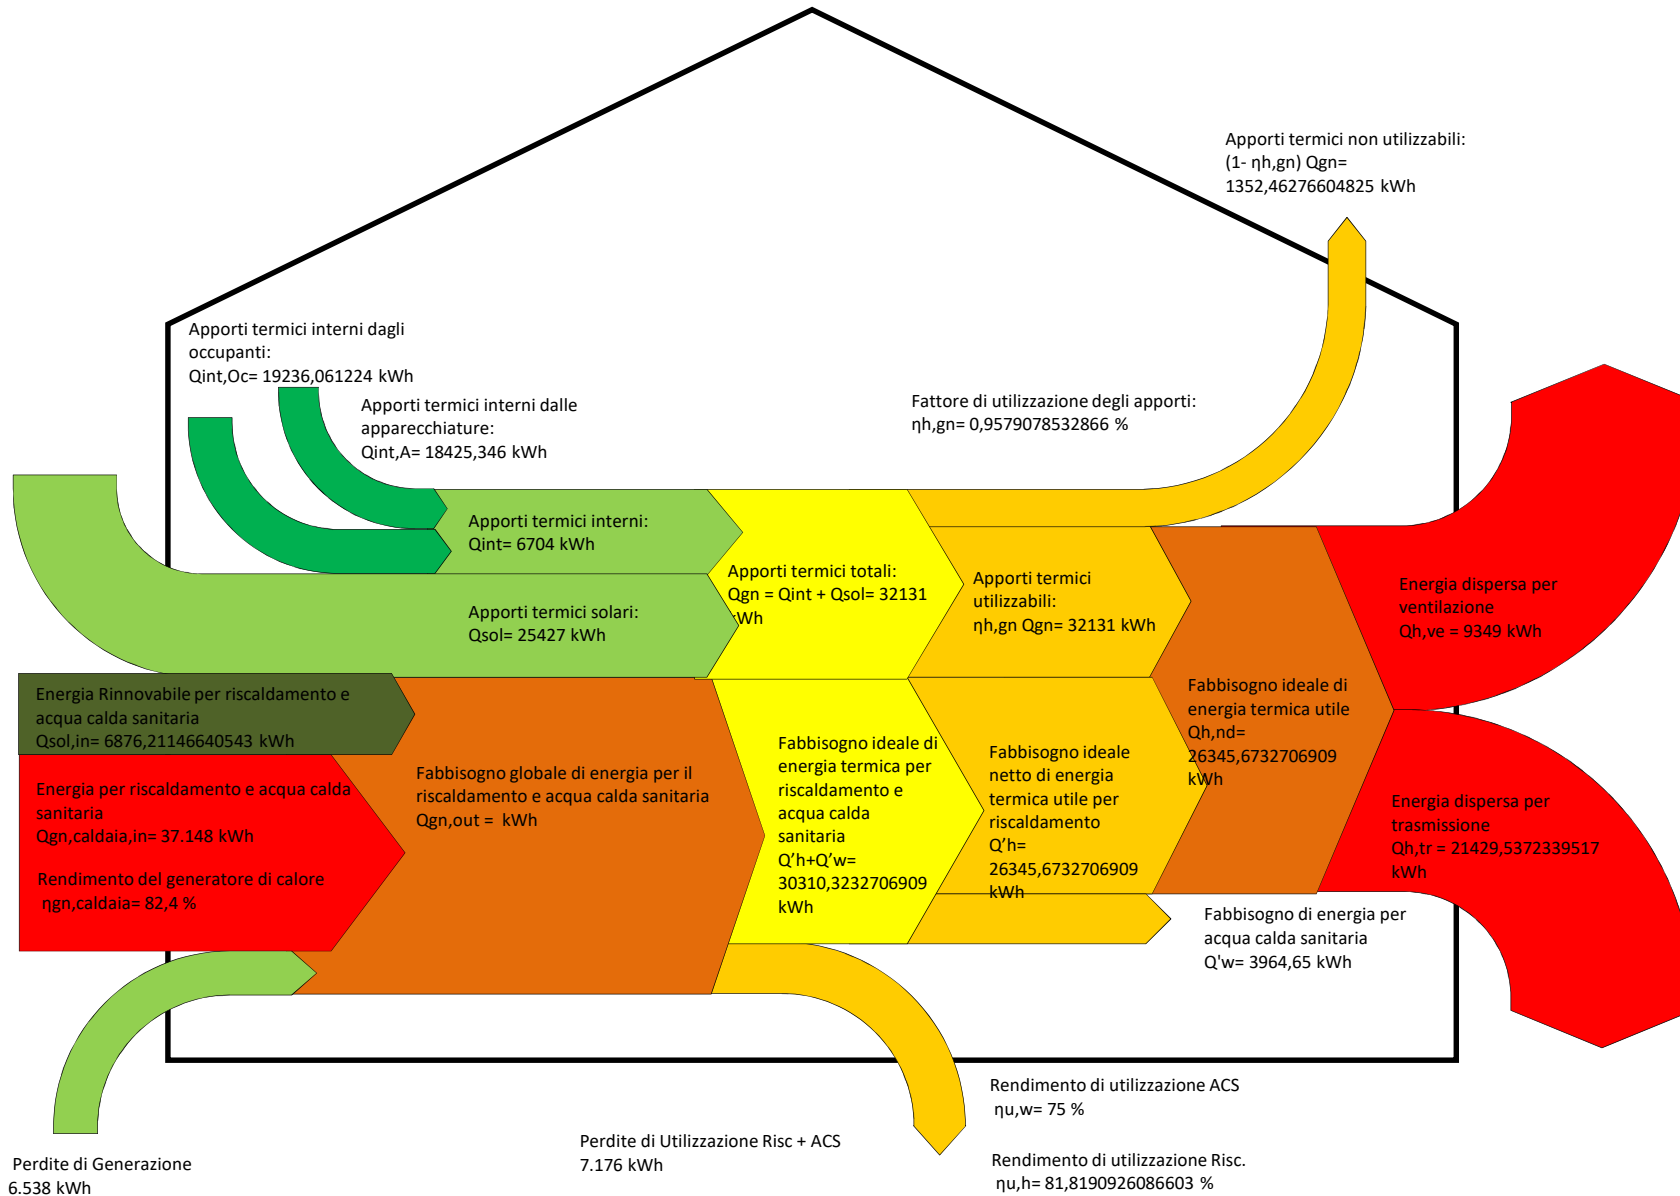 Apporti termici non utilizzabili:
(1- ηh,gn) Qgn=
1352,46276604825 kWh
Apporti termici interni dagli
occupanti:
Qint,Oc= 19236,061224 kWh
Apporti termici interni dalle
apparecchiature:
Qint,A= 18425,346 kWh
Fattore di utilizzazione degli apporti:
ηh,gn= 0,9579078532866 %
Apporti termici interni:
Qint= 6704 kWh
Apporti termici totali:
Qgn = Qint + Qsol= 32131
kWh
Apporti termici
utilizzabili:
ηh,gn Qgn= 32131 kWh
Apporti termici solari:
Qsol= 25427 kWh
Energia dispersa per
ventilazione
Qh,ve = 9349 kWh
Energia Rinnovabile per riscaldamento e
acqua calda sanitaria
Qsol,in= 6876,21146640543 kWh
Energia per riscaldamento e acqua calda
sanitaria
Qgn,caldaia,in= 37.148 kWh
Rendimento del generatore di calore
ηgn,caldaia= 82,4 %
Fabbisogno globale di energia per il
riscaldamento e acqua calda sanitaria
Qgn,out =  kWh
Fabbisogno ideale di
energia termica per
riscaldamento e
acqua calda
sanitaria
Q’h+Q’w=
30310,3232706909
kWh
Fabbisogno ideale
netto di energia
termica utile per
riscaldamento
Q’h=
26345,6732706909
kWh
Fabbisogno ideale di
energia termica utile
Qh,nd=
26345,6732706909
kWh
Energia dispersa per
trasmissione
Qh,tr = 21429,5372339517
kWh
Fabbisogno di energia per
acqua calda sanitaria
Q'w= 3964,65 kWh
Rendimento di utilizzazione ACS
ηu,w= 75 %
Perdite di Utilizzazione Risc + ACS
7.176 kWh
Rendimento di utilizzazione Risc.
ηu,h= 81,8190926086603 %
Perdite di Generazione
6.538 kWh